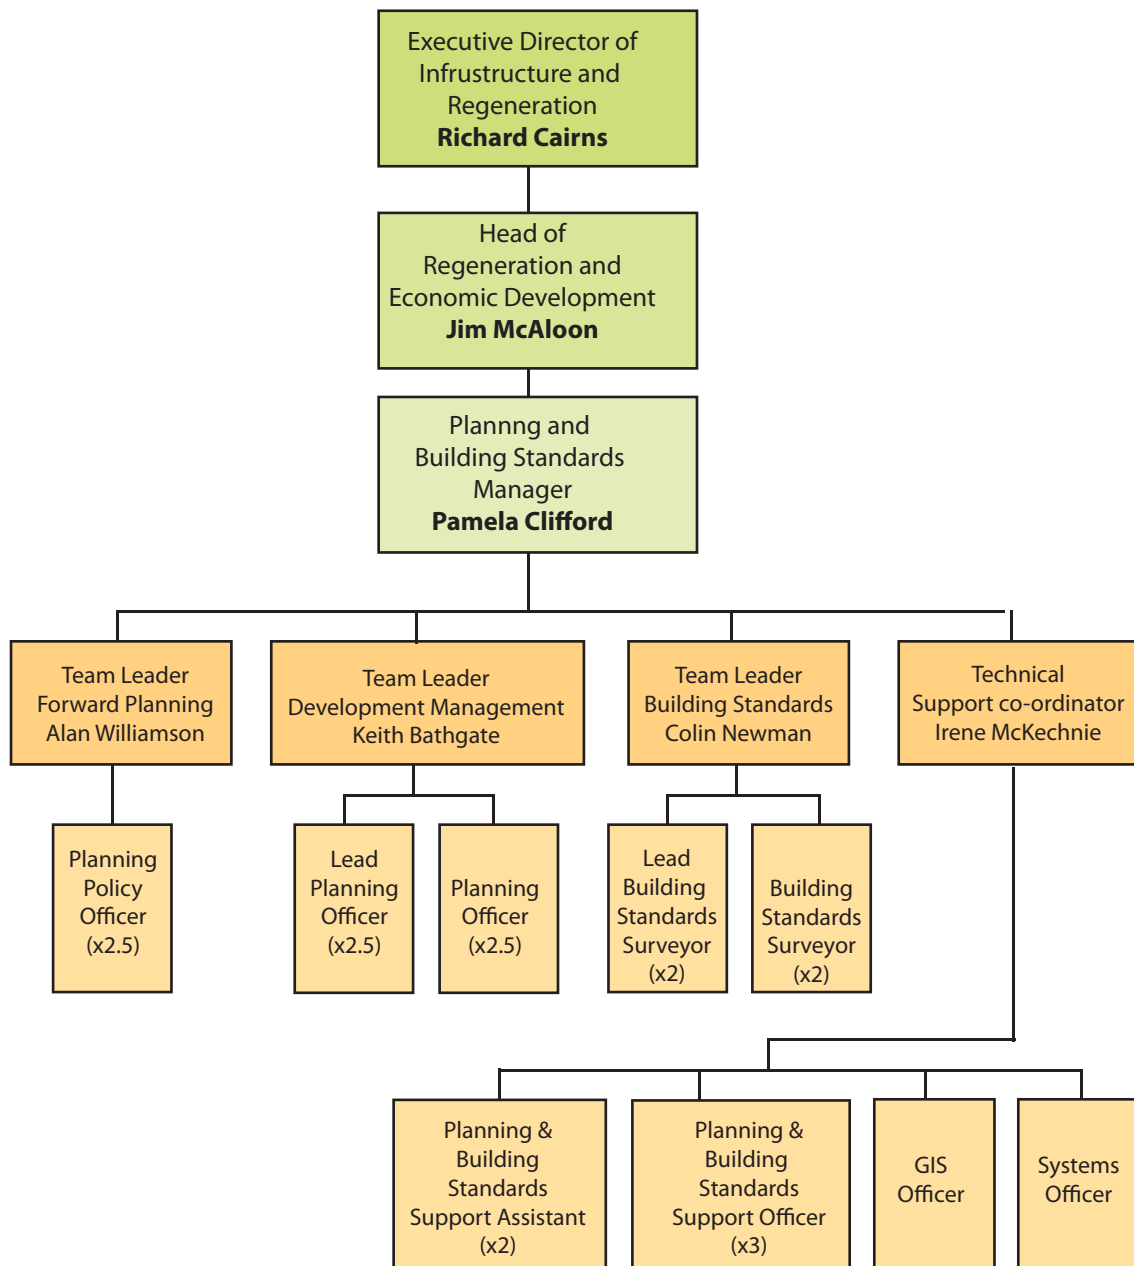 Executive Director of
Infrustructure and
Regeneration
Richard Cairns
Head of
Regeneration and
Economic Development
Jim McAloon
Plannng and
Building Standards
Manager
Pamela Clifford
Team Leader
Forward Planning
Alan Williamson
Team Leader
Development Management
Keith Bathgate
Team Leader
Building Standards
Colin Newman
Technical
Support co-ordinator
Irene McKechnie
Planning
Policy
Officer
(x2.5)
Lead
Planning
Officer
(x2.5)
Planning
Officer
(x2.5)
Lead
Building
Standards
Surveyor
(x2)
Building
Standards
Surveyor
(x2)
Planning &
Building
Standards
Support Assistant
(x2)
Planning &
Building
Standards
Support Officer
(x3)
GIS
Officer
Systems
Officer